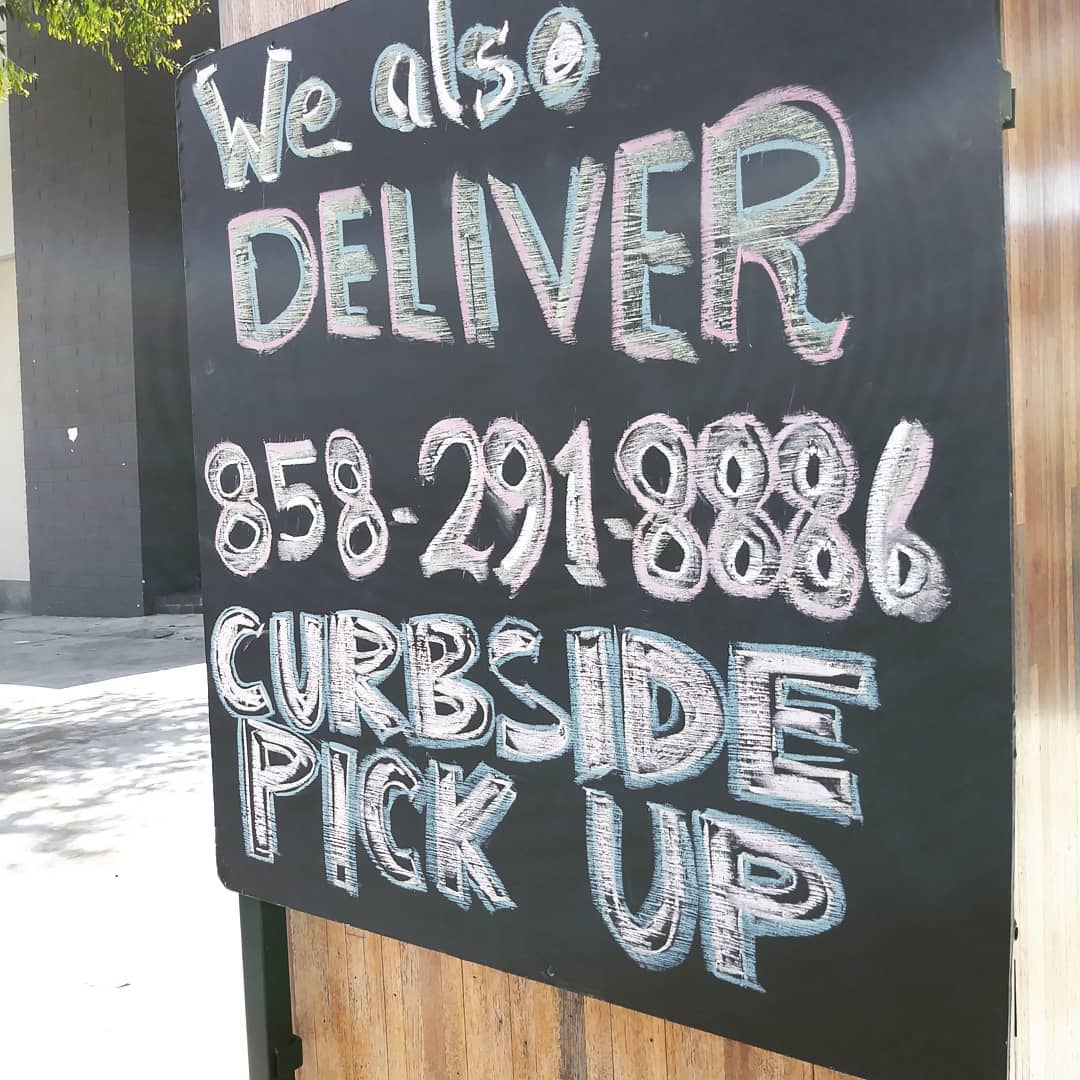 We also
DELIVER
858-291-8886
CURBSIDE
PICK UP